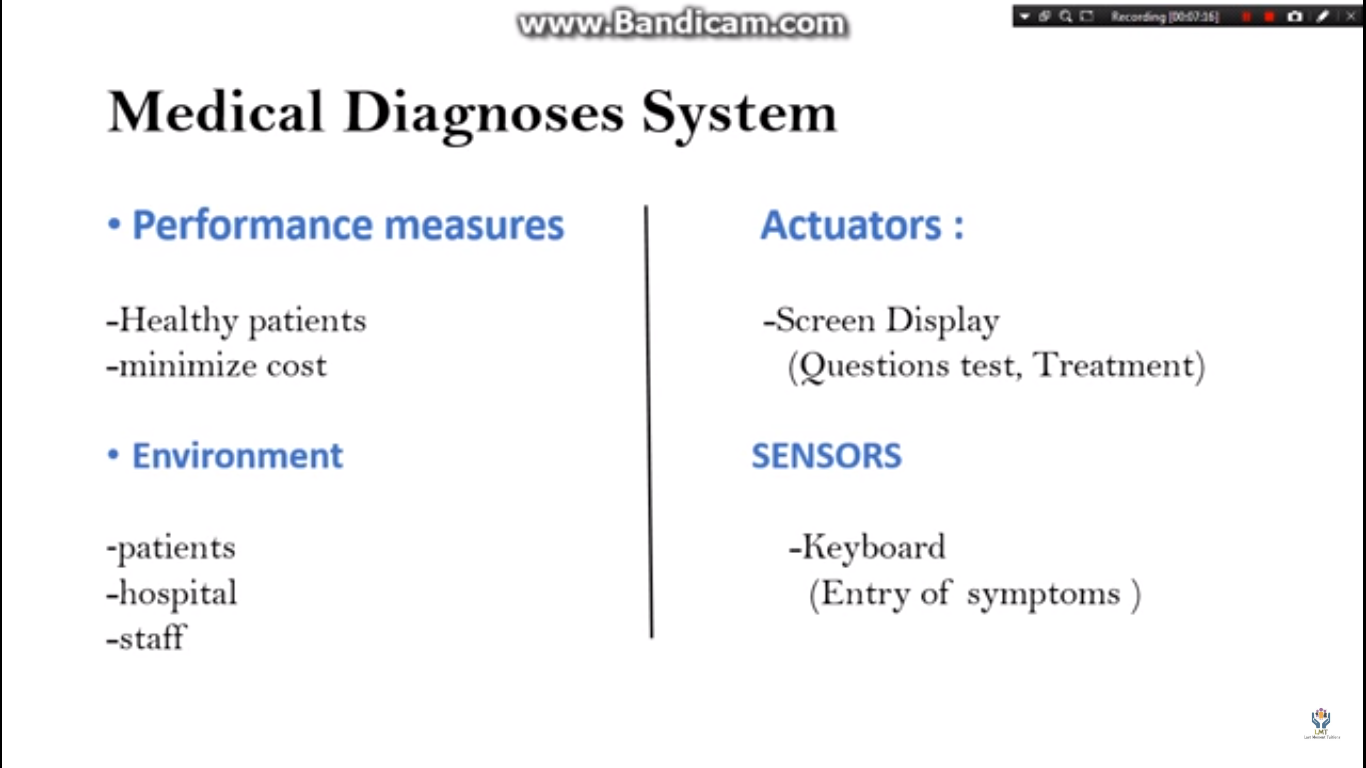 www.Bandicam.com
Recording [00:07:16]
Medical Diagnoses System
• Performance measures
-Healthy patients
-minimize cost
• Environment
-patients
-hospital
-staff
Actuators :
-Screen Display
(Questions test, Treatment)
SENSORS
-Keyboard
(Entry of symptoms )
LMT